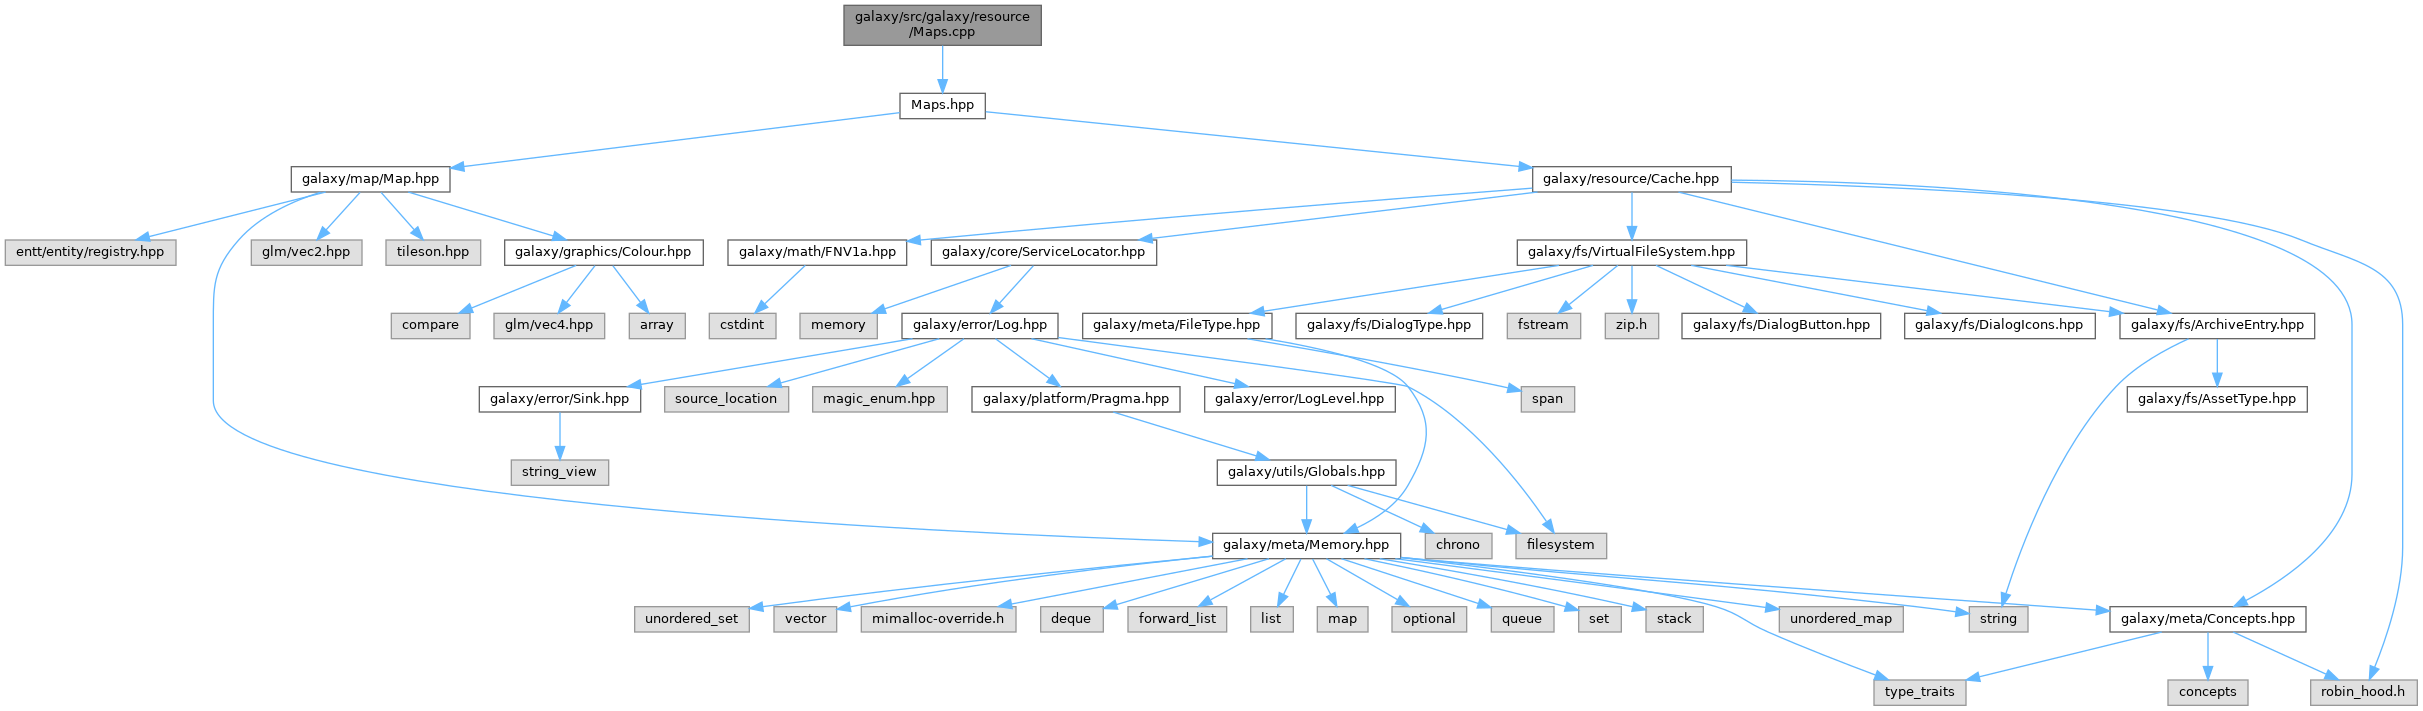 galaxy/src/galaxy/resource
/Maps.cpp
Maps.hpp
galaxy/map/Map.hpp
galaxy/resource/Cache.hpp
entt/entity/registry.hpp
glm/vec2.hpp
tileson.hpp
galaxy/graphics/Colour.hpp
galaxy/math/FNV1a.hpp
galaxy/core/ServiceLocator.hpp
galaxy/fs/VirtualFileSystem.hpp
compare
glm/vec4.hpp
array
cstdint
memory
galaxy/error/Log.hpp
galaxy/meta/FileType.hpp
galaxy/fs/DialogType.hpp
fstream
zip.h
galaxy/fs/DialogButton.hpp
galaxy/fs/DialogIcons.hpp
galaxy/fs/ArchiveEntry.hpp
galaxy/error/Sink.hpp
source_location
magic_enum.hpp
galaxy/platform/Pragma.hpp
galaxy/error/LogLevel.hpp
span
galaxy/fs/AssetType.hpp
string_view
galaxy/utils/Globals.hpp
galaxy/meta/Memory.hpp
chrono
filesystem
unordered_set
vector
mimalloc-override.h
deque
forward_list
list
map
optional
queue
set
stack
unordered_map
string
galaxy/meta/Concepts.hpp
type_traits
concepts
robin_hood.h